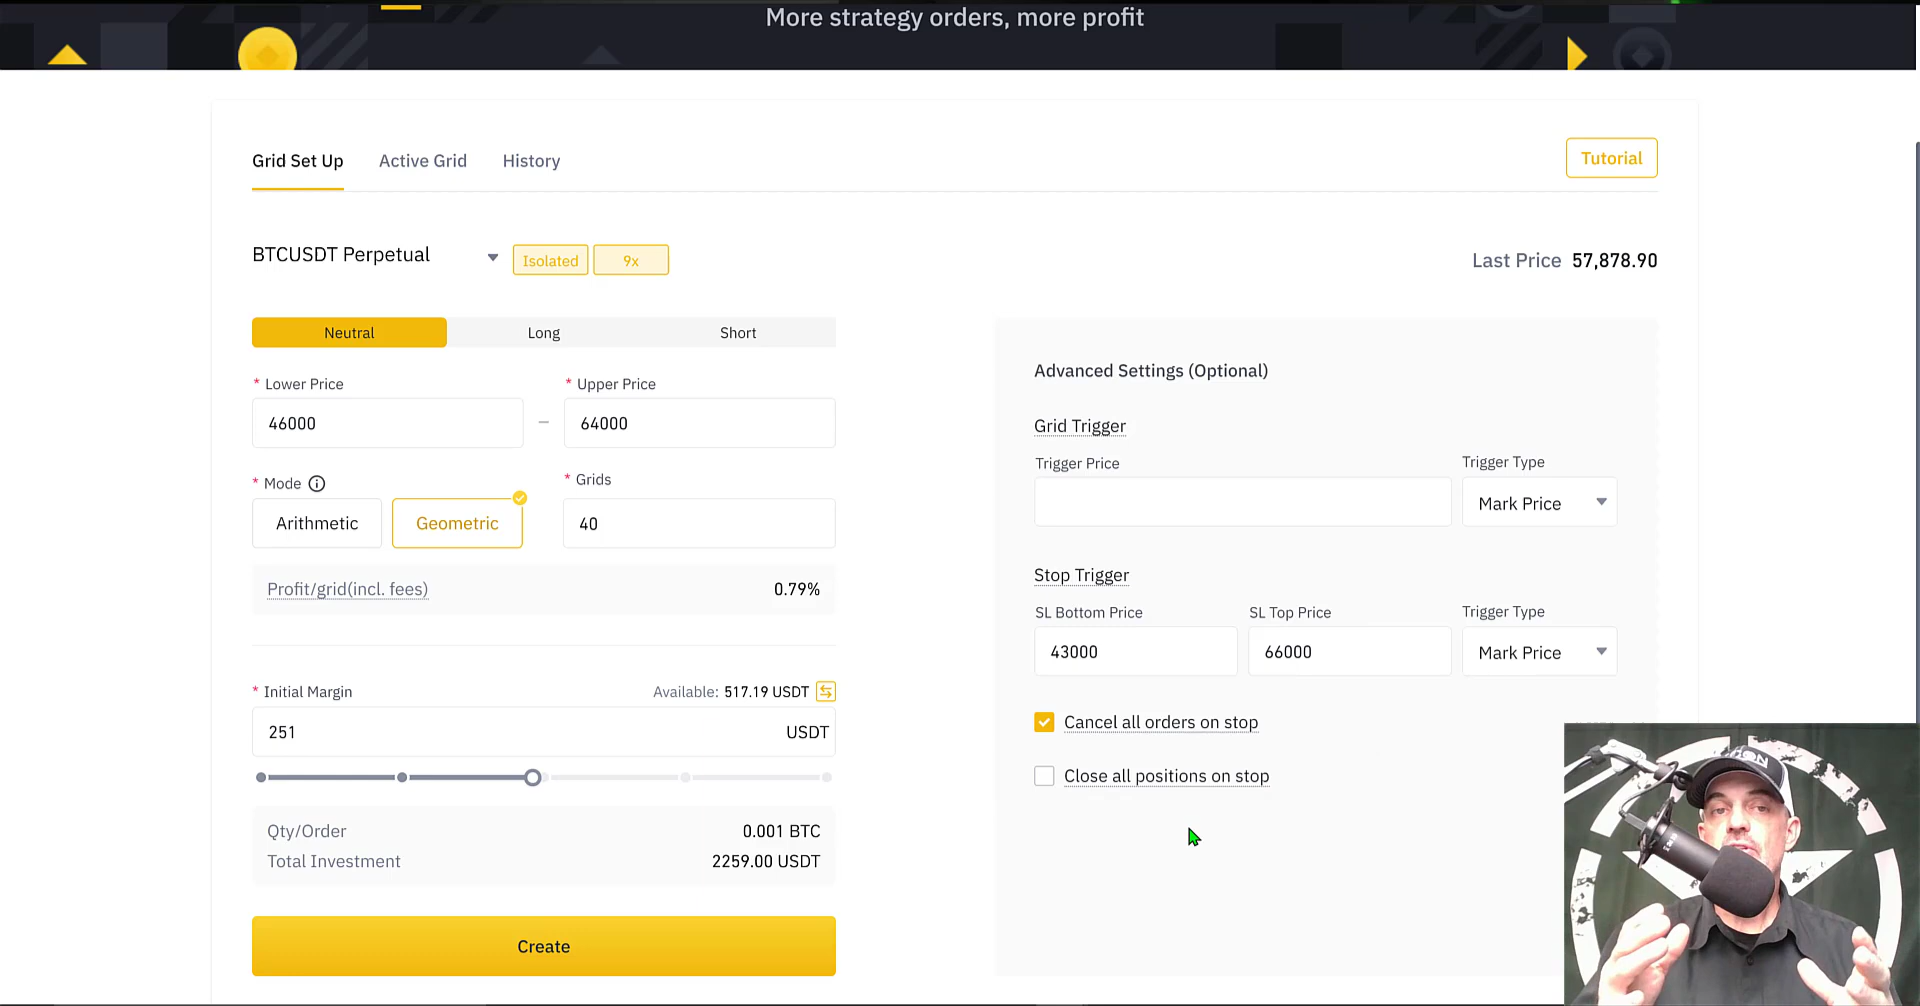 More strategy orders, more profit
Grid Set Up Active Grid History Tutorial
BTCUSDT Perpetual Isolated 9x Last Price 57,878.90
Neutral Long Short
* Lower Price * Upper Price
46000 – 64000
* Mode * Grids
Arithmetic Geometric 40
Profit/grid(incl. fees) 0.79%
* Initial Margin Available: 517.19 USDT
251 USDT
Qty/Order 0.001 BTC
Total Investment 2259.00 USDT
Create
Advanced Settings (Optional)
Grid Trigger
Trigger Price Trigger Type
Mark Price
Stop Trigger
SL Bottom Price SL Top Price Trigger Type
43000 66000 Mark Price
Cancel all orders on stop
Close all positions on stop